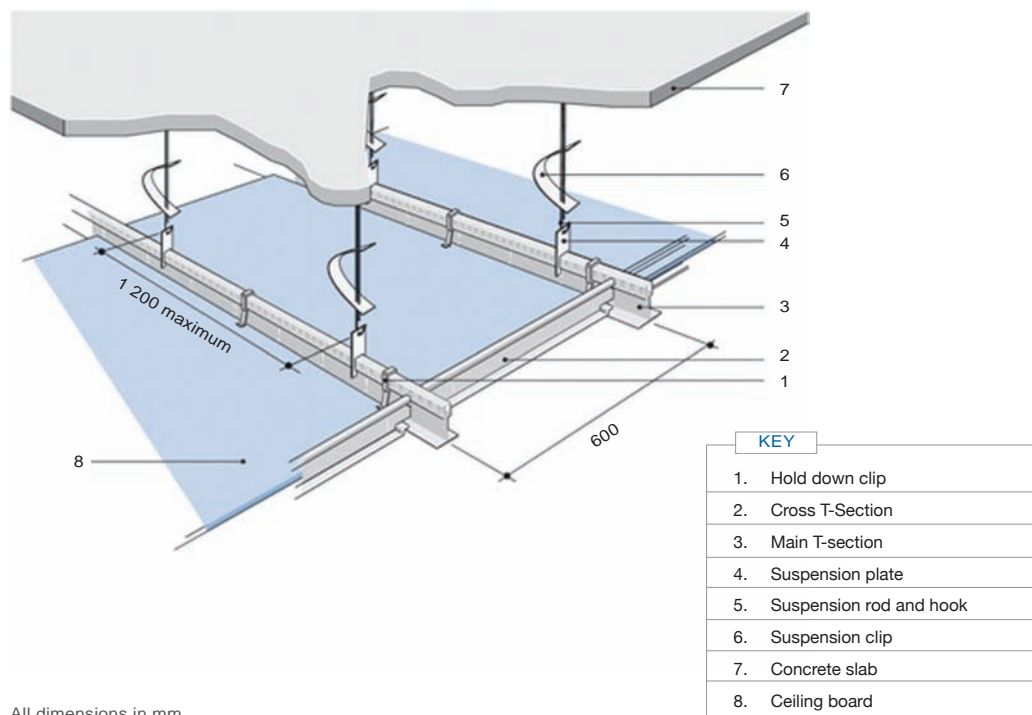 7
6
5
4
3
2
1
8
1 200 maximum
600
KEY
1. Hold down clip
2. Cross T-Section
3. Main T-section
4. Suspension plate
5. Suspension rod and hook
6. Suspension clip
7. Concrete slab
8. Ceiling board
All dimensions in mm